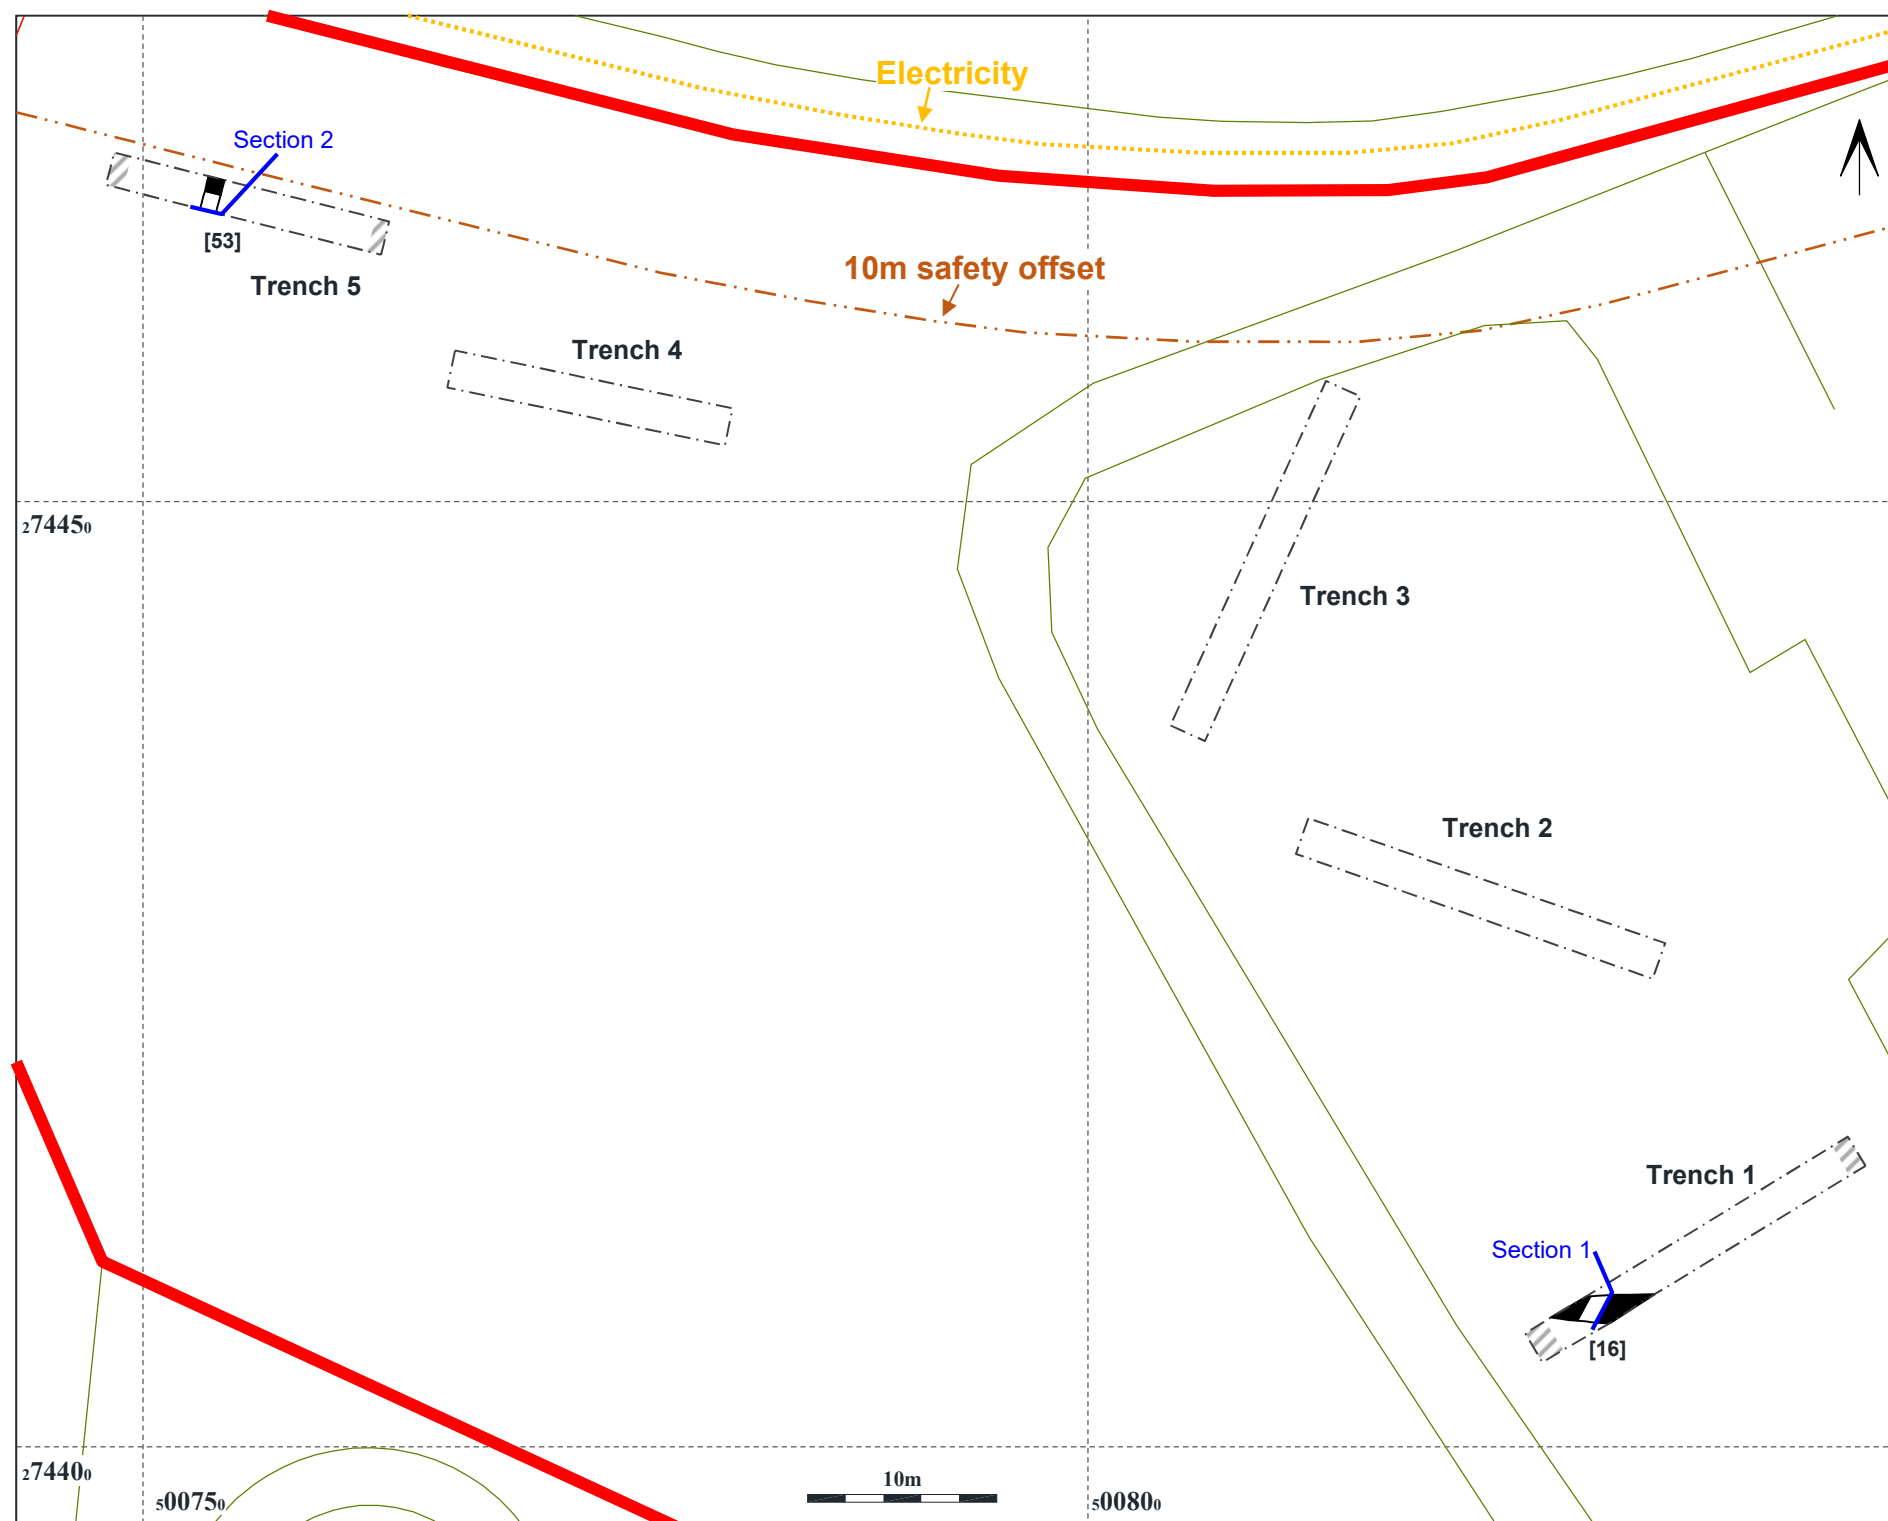 Electricity
Section 2
[53]
Trench 5
10m safety offset
Trench 4
274450
Trench 3
Trench 2
Trench 1
Section 1
[16]
274400
500750
10m
500800